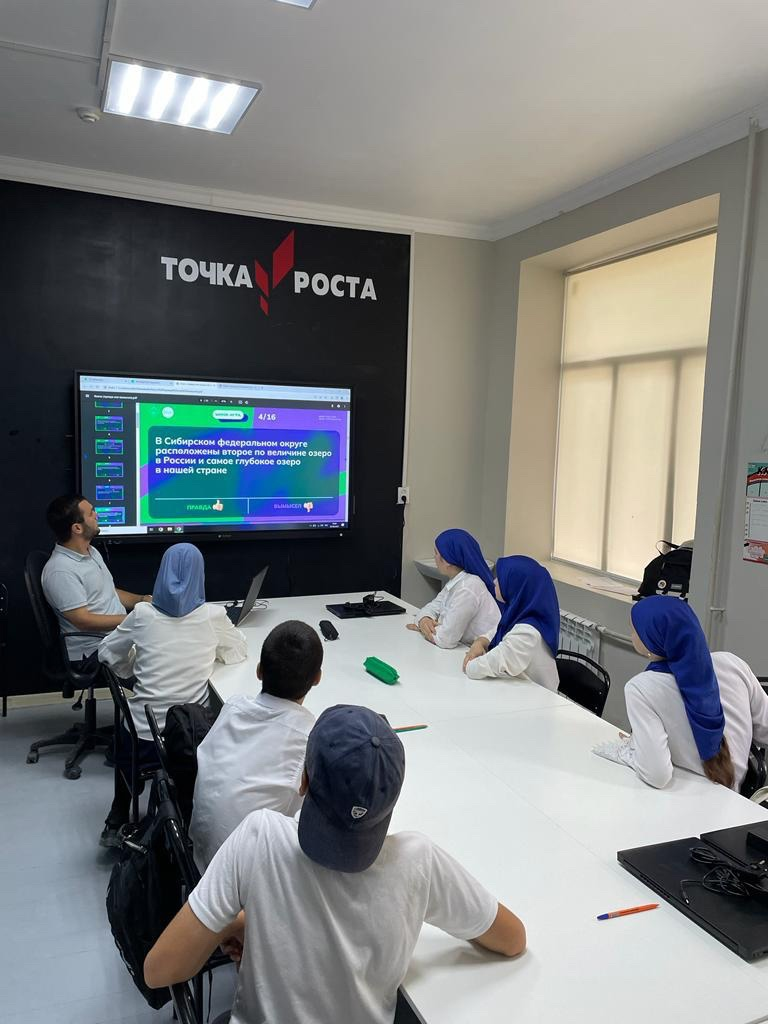 ТОЧКА РОСТА
4/16
В Сибирском федеральном округе
расположены второе по величине озеро
в России и самое глубокое озеро
в нашей стране
ПРАВДА ВЫМЫСЕЛ